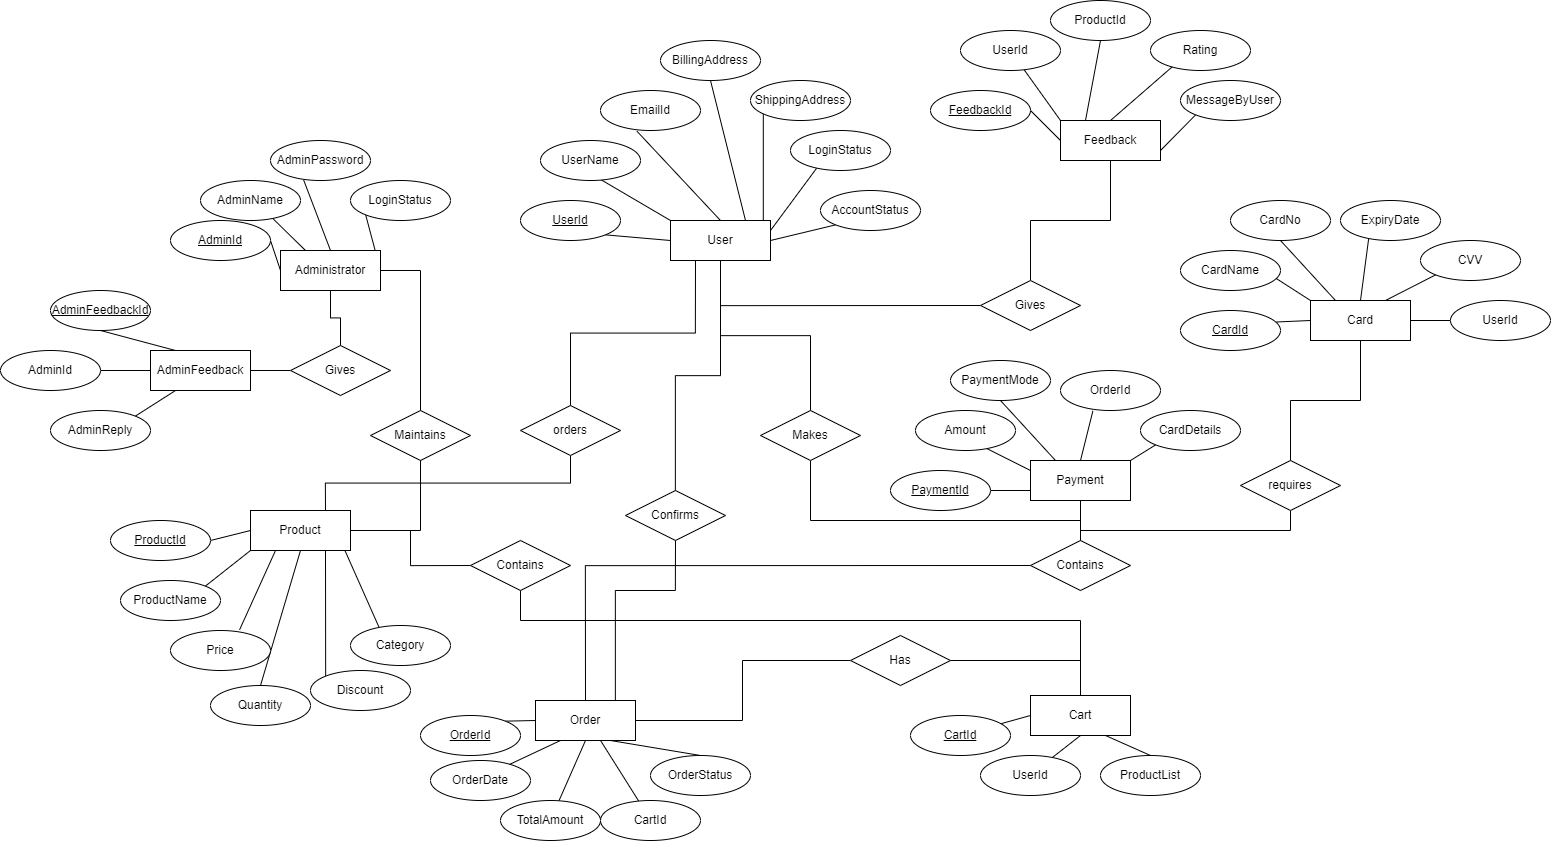 ProductId
UserId
Rating
BillingAddress
FeedbackId
MessageByUser
ShippingAddress
EmailId
Feedback
LoginStatus
UserName
AdminPassword
AdminName
LoginStatus
AccountStatus
UserId
CardNo
ExpiryDate
AdminId
User
Administrator
CardName
CVV
AdminFeedbackId
Gives
CardId
Card
UserId
AdminId
AdminFeedback
Gives
PaymentMode
OrderId
AdminReply
Maintains
orders
Makes
Amount
CardDetails
PaymentId
Payment
requires
Confirms
ProductId
Product
Contains
Contains
ProductName
Price
Category
Has
Quantity
Discount
OrderId
Order
CartId
Cart
OrderDate
OrderStatus
UserId
ProductList
TotalAmount
CartId